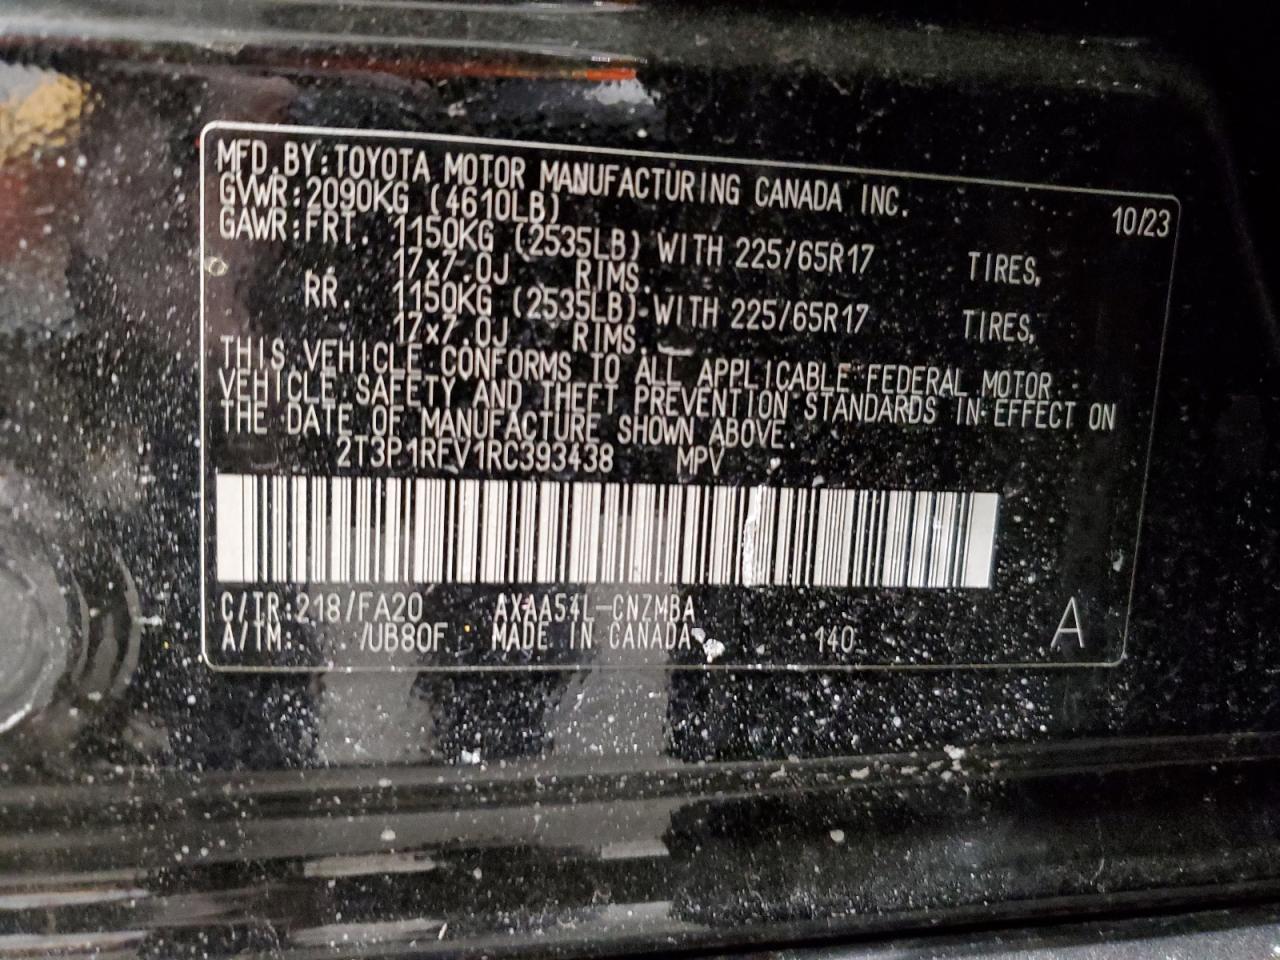 MFD.BY:TOYOTA MOTOR MANUFACTURING CANADA INC.
GVWR:2090KG (4610LB) 10/23
GAWR:FRT. 1150KG (2535LB) WITH 225/65R17 TIRES,
17x7.0J RIMS.
RR. 1150KG (2535LB) WITH 225/65R17 TIRES,
17x7.0J RIMS.
THIS VEHICLE CONFORMS TO ALL APPLICABLE FEDERAL MOTOR
VEHICLE SAFETY AND THEFT PREVENTION STANDARDS IN EFFECT ON
THE DATE OF MANUFACTURE SHOWN ABOVE.
2T3P1RFV1RC393438 MPV
C/TR:218/FA20 AXAA54L-CNZMBA
A/TM: /UB80F MADE IN CANADA 140 A